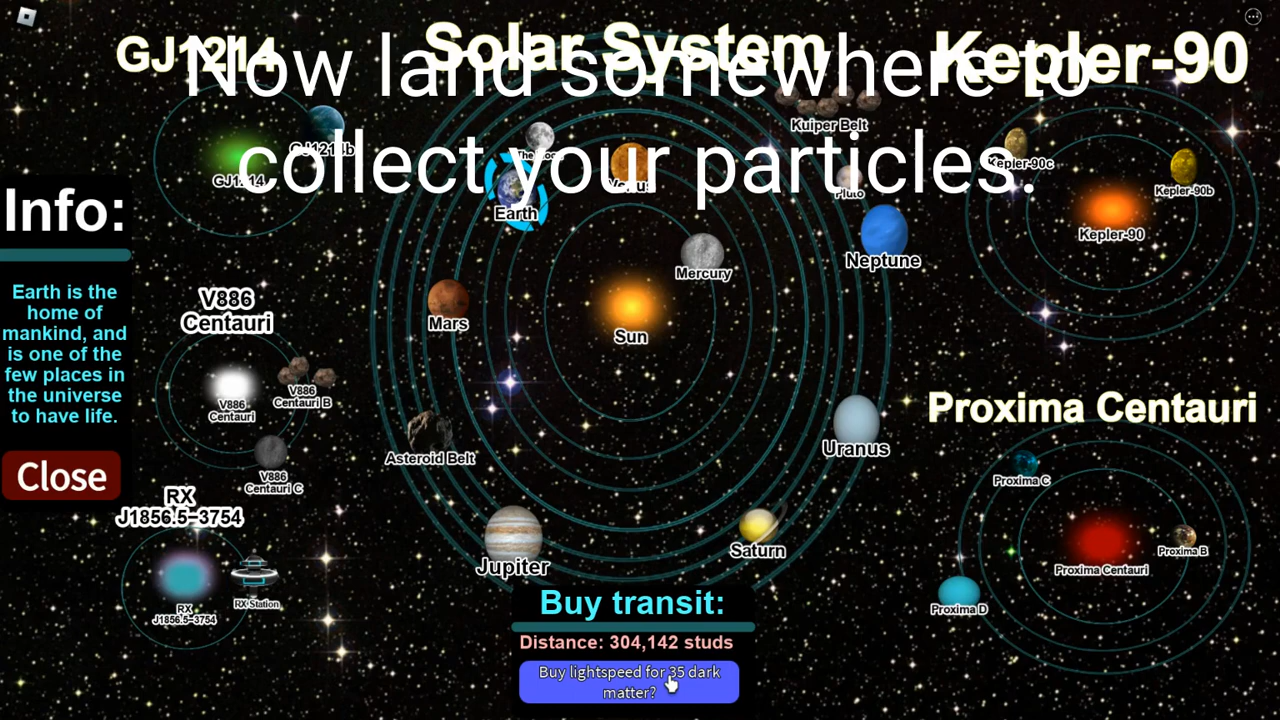 GJ1214
Solar System
Kepler-90
Now land somewhere to
collect your particles.
GJ1214b
GJ1214
The Moon
Venus
Earth
Mercury
Mars
Sun
Kuiper Belt
Pluto
Neptune
Kepler-90c
Kepler-90b
Kepler-90
Info:
Earth is the
home of
mankind, and
is one of the
few places in
the universe
to have life.
Close
V886
Centauri
V886
Centauri
V886
Centauri B
V886
Centauri C
RX
J1856.5-3754
RX
J1856.5-3754
RX Station
Asteroid Belt
Jupiter
Saturn
Uranus
Proxima Centauri
Proxima C
Proxima B
Proxima Centauri
Proxima D
Buy transit:
Distance: 304,142 studs
Buy lightspeed for 35 dark
matter?